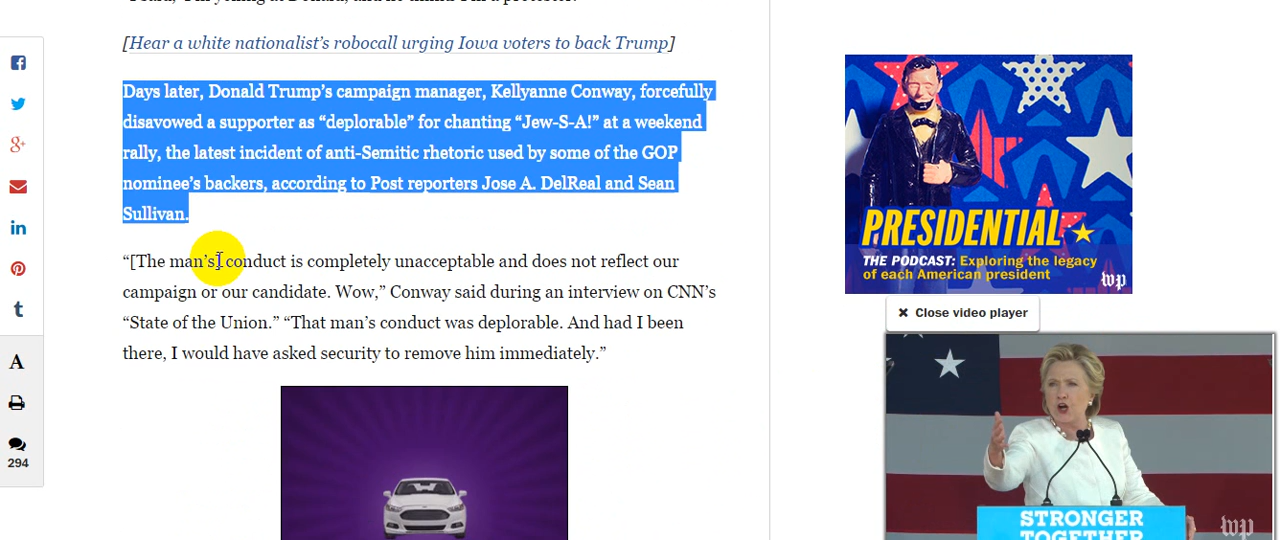 [Hear a white nationalist's robocall urging Iowa voters to back Trump]
Days later, Donald Trump's campaign manager, Kellyanne Conway, forcefully
disavowed a supporter as “deplorable” for chanting “Jew-S-A!” at a weekend
rally, the latest incident of anti-Semitic rhetoric used by some of the GOP
nominee's backers, according to Post reporters Jose A. DelReal and Sean
Sullivan.
“[The man's] conduct is completely unacceptable and does not reflect our
campaign or our candidate. Wow,” Conway said during an interview on CNN's
“State of the Union.” “That man's conduct was deplorable. And had I been
there, I would have asked security to remove him immediately.”
A
294
PRESIDENTIAL
THE PODCAST: Exploring the legacy
of each American president
wp
Close video player
STRONGER
TOGETHER
wp